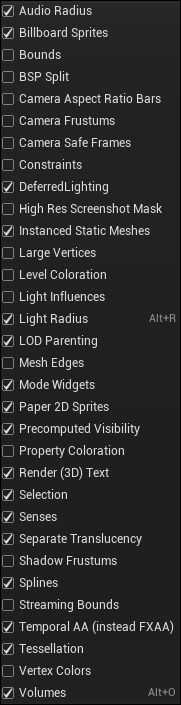 Audio Radius
Billboard Sprites
Bounds
BSP Split
Camera Aspect Ratio Bars
Camera Frustums
Camera Safe Frames
Constraints
DeferredLighting
High Res Screenshot Mask
Instanced Static Meshes
Large Vertices
Level Coloration
Light Influences
Light Radius Alt+R
LOD Parenting
Mesh Edges
Mode Widgets
Paper 2D Sprites
Precomputed Visibility
Property Coloration
Render (3D) Text
Selection
Senses
Separate Translucency
Shadow Frustums
Splines
Streaming Bounds
Temporal AA (instead FXAA)
Tessellation
Vertex Colors
Volumes Alt+O